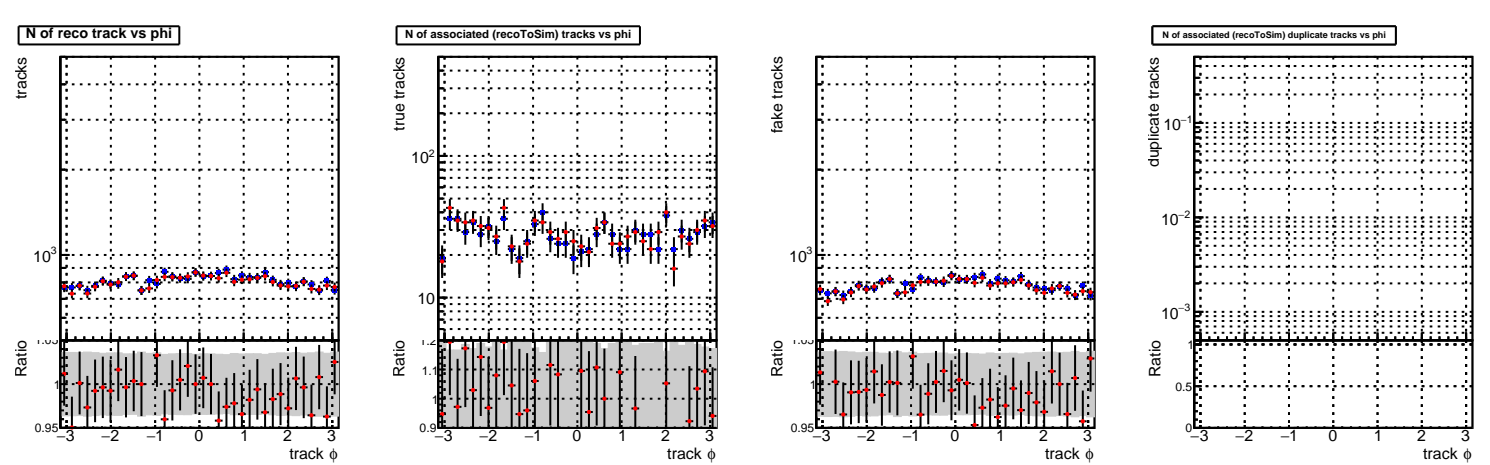 N of reco track vs phi
tracks
10³
Ratio
1.05
1
0.95
−3 −2 −1 0 1 2 3
track ϕ
N of associated (recoToSim) tracks vs phi
true tracks
10²
10
Ratio
1.2
1.1
1
0.9
−3 −2 −1 0 1 2 3
track ϕ
fake tracks
10³
Ratio
1.05
1
0.95
−3 −2 −1 0 1 2 3
track ϕ
N of associated (recoToSim) duplicate tracks vs phi
duplicate tracks
10⁻¹
10⁻²
10⁻³
Ratio
1
0.5
0
−3 −2 −1 0 1 2 3
track ϕ